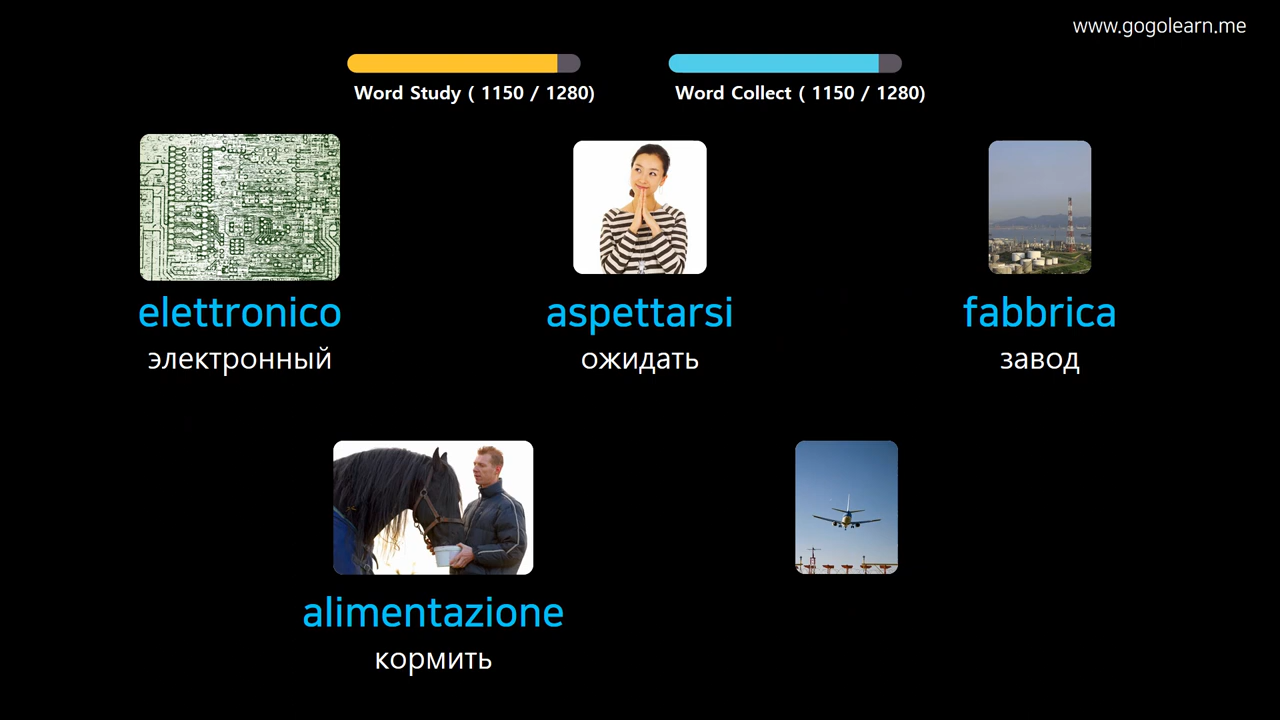 www.gogolearn.me
Word Study ( 1150 / 1280)
Word Collect ( 1150 / 1280)
elettronico
электронный
aspettarsi
ожидать
fabbrica
завод
alimentazione
кормить